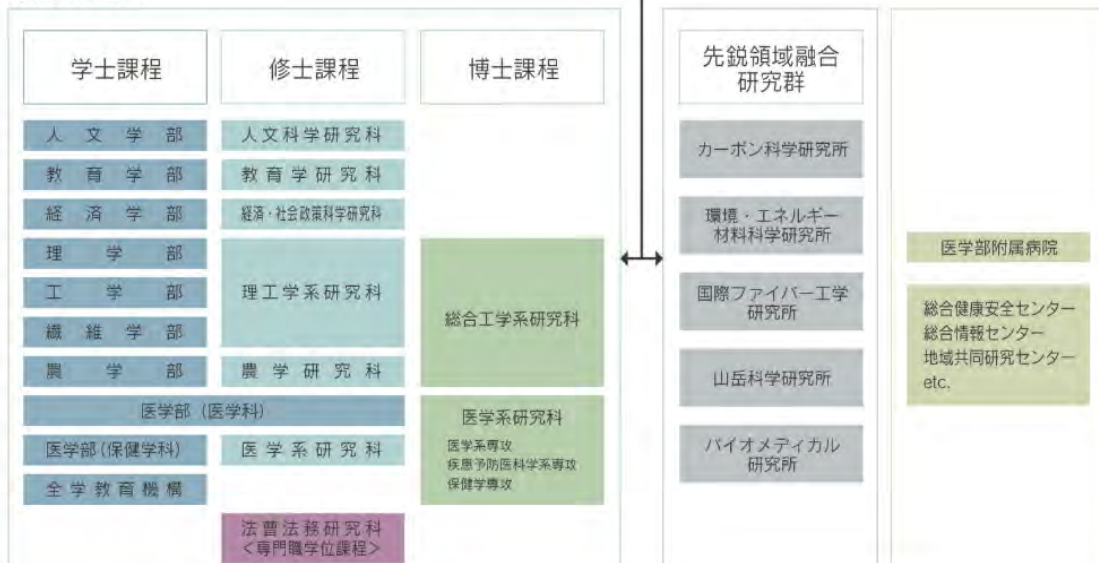 学士課程
修士課程
博士課程
人文学部
人文科学研究科
教育学部
教育学研究科
経済学部
経済・社会政策科学研究科
理学部
工学部
繊維学部
理工学系研究科
総合工学系研究科
農学部
農学研究科
医学部(医学科)
医学部(保健学科)
医学系研究科
医学系研究科
医学系専攻
疾患予防医科学系専攻
保健学専攻
全学教育機構
法曹法務研究科
<専門職学位課程>
先鋭領域融合
研究群
カーボン科学研究所
環境・エネルギー
材料科学研究所
国際ファイバー工学
研究所
山岳科学研究所
バイオメディカル
研究所
医学部附属病院
総合健康安全センター
総合情報センター
地域共同研究センター
etc.